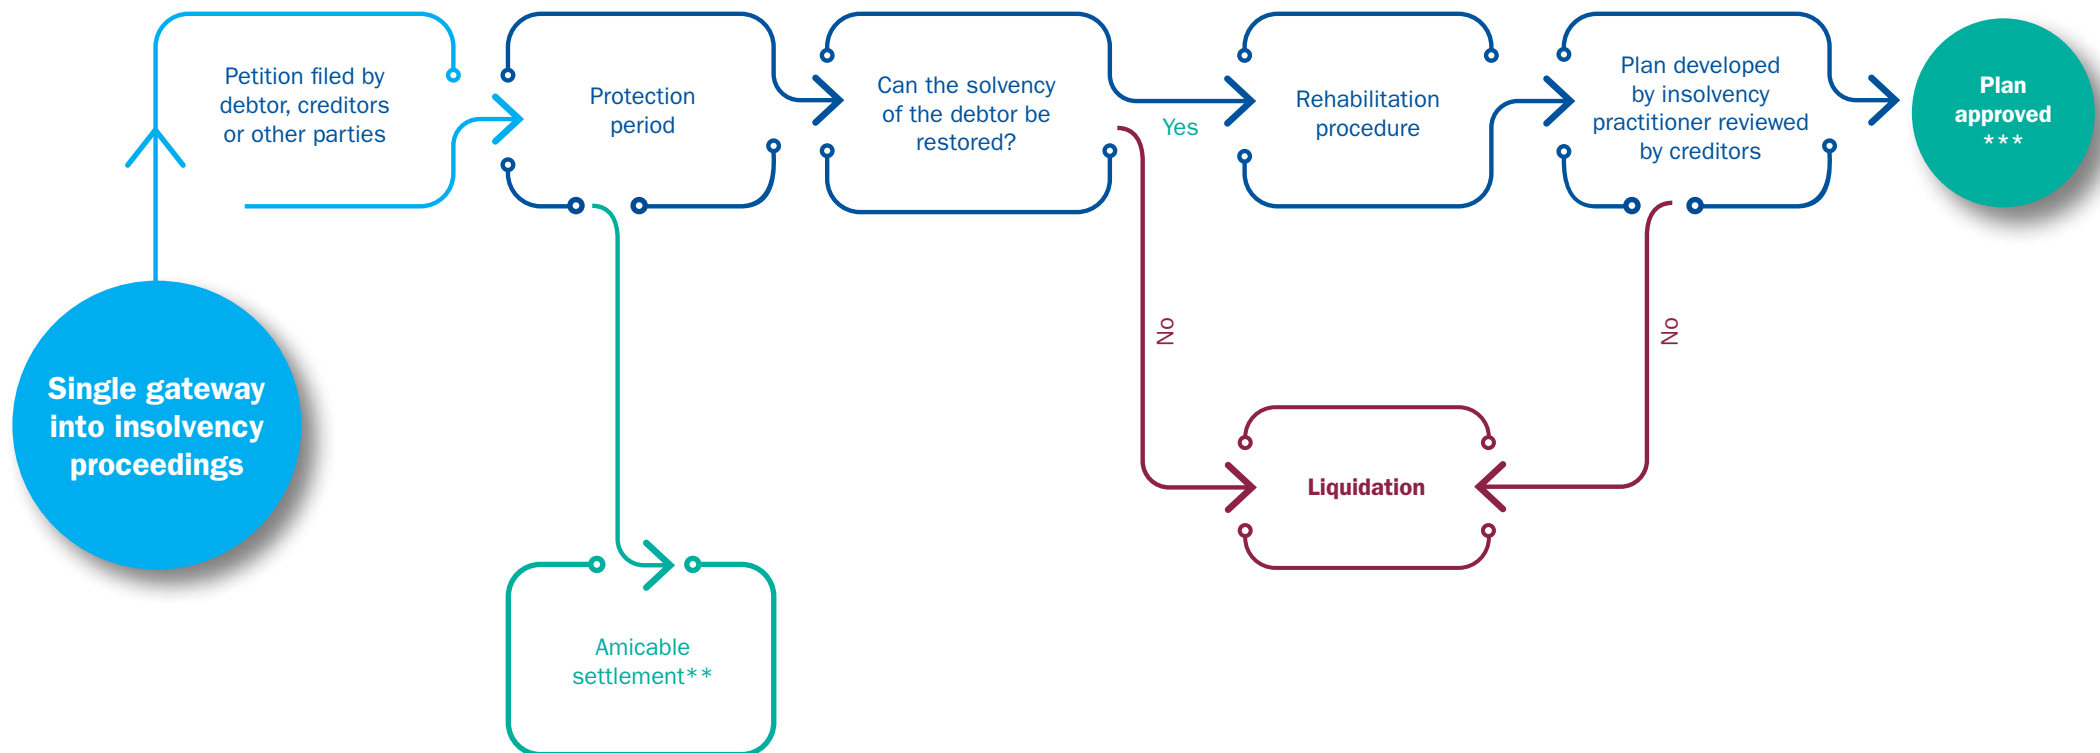 Single gateway
into insolvency
proceedings
Petition filed by
debtor, creditors
or other parties
Protection
period
Amicable
settlement**
Can the solvency
of the debtor be
restored?
Yes
No
Rehabilitation
procedure
Plan developed
by insolvency
practitioner reviewed
by creditors
No
Liquidation
Plan
approved
***